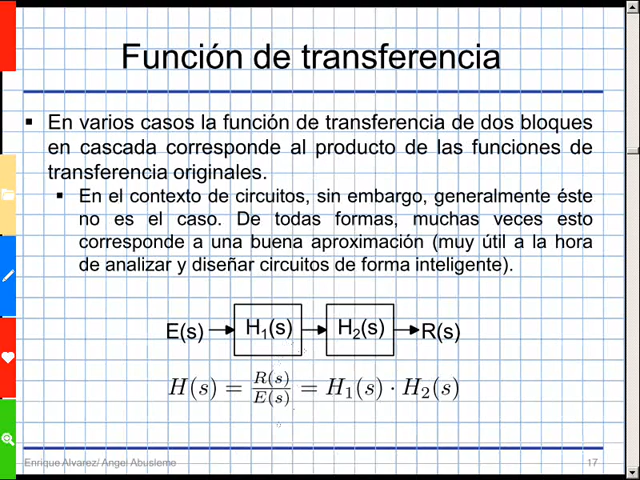 Función de transferencia
▪ En varios casos la función de transferencia de dos bloques
en cascada corresponde al producto de las funciones de
transferencia originales.
▪ En el contexto de circuitos, sin embargo, generalmente éste
no es el caso. De todas formas, muchas veces esto
corresponde a una buena aproximación (muy útil a la hora
de analizar y diseñar circuitos de forma inteligente).
E(s) H₁(s) H₂(s) R(s)
H(s) = R(s)/E(s) = H₁(s) · H₂(s)
Enrique Alvarez/ Angel Abusleme 17